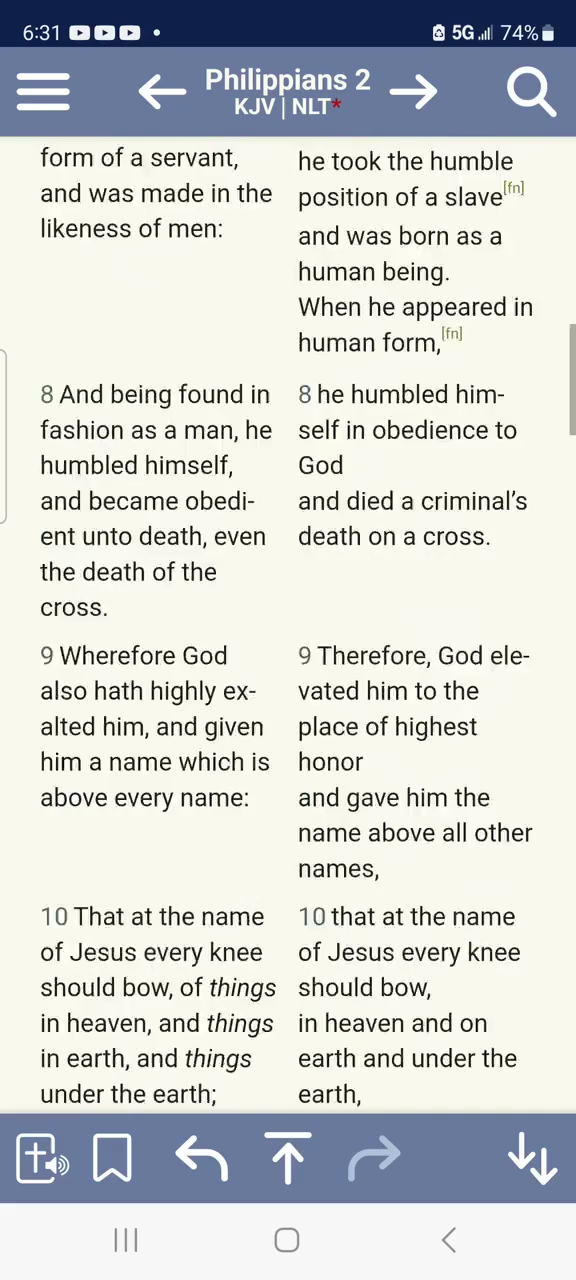 6:31
5G 74%
Philippians 2
KJV | NLT*
form of a servant,
and was made in the
likeness of men:
he took the humble
position of a slave[fn]
and was born as a
human being.
When he appeared in
human form,[fn]
8 And being found in
fashion as a man, he
humbled himself,
and became obedi-
ent unto death, even
the death of the
cross.
8 he humbled him-
self in obedience to
God
and died a criminal’s
death on a cross.
9 Wherefore God
also hath highly ex-
alted him, and given
him a name which is
above every name:
9 Therefore, God ele-
vated him to the
place of highest
honor
and gave him the
name above all other
names,
10 That at the name
of Jesus every knee
should bow, of things
in heaven, and things
in earth, and things
under the earth;
10 that at the name
of Jesus every knee
should bow,
in heaven and on
earth and under the
earth,